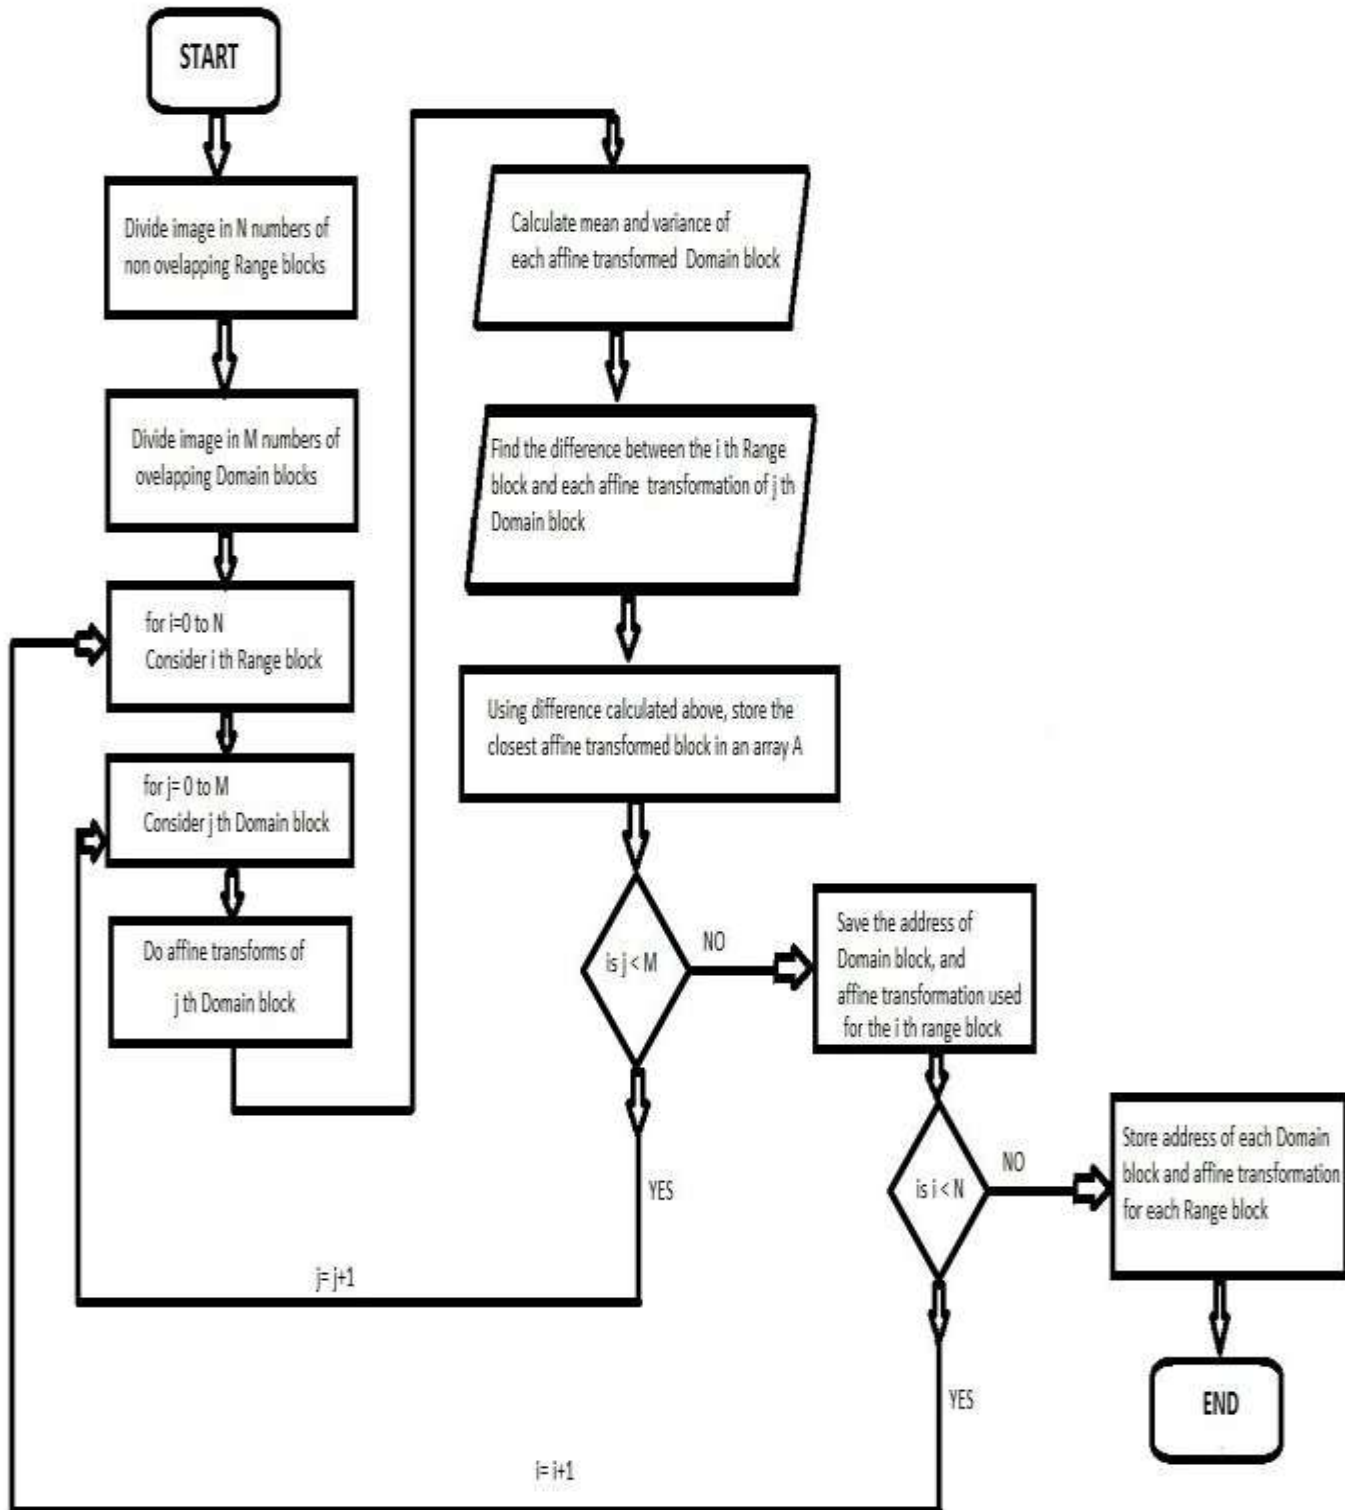 START
Divide image in N numbers of
non ovelapping Range blocks
Divide image in M numbers of
ovelapping Domain blocks
for i=0 to N
Consider i th Range block
for j= 0 to M
Consider j th Domain block
Do affine transforms of
j th Domain block
Calculate mean and variance of
each affine transformed Domain block
Find the difference between the i th Range
block and each affine transformation of j th
Domain block
Using difference calculated above, store the
closest affine transformed block in an array A
is j < M
NO
YES
j= j+1
Save the address of
Domain block, and
affine transformation used
for the i th range block
is i < N
NO
YES
i= i+1
Store address of each Domain
block and affine transformation
for each Range block
END